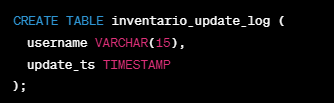 CREATE TABLE inventario_update_log (
  username VARCHAR(15),
  update_ts TIMESTAMP
);